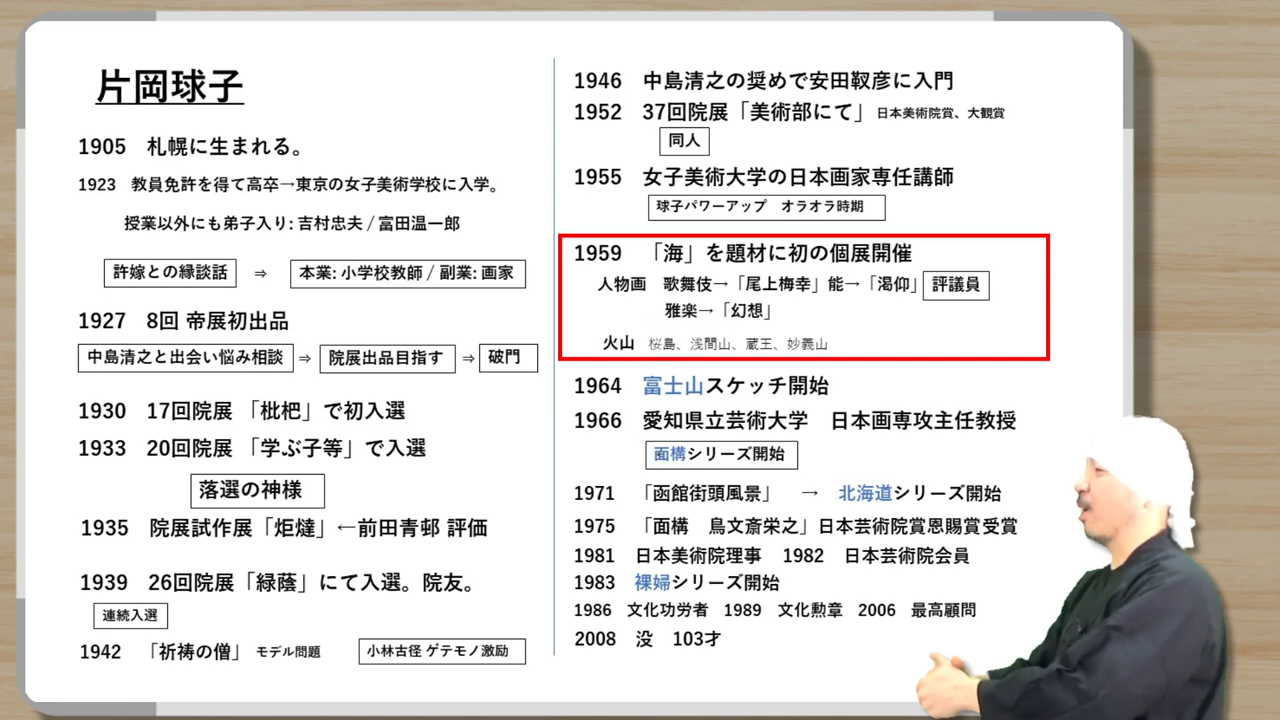 片岡球子
1905 札幌に生まれる。
1923 教員免許を得て高卒→東京の女子美術学校に入学。
授業以外にも弟子入り: 吉村忠夫 / 富田温一郎
許嫁との縁談話 ⇒ 本業: 小学校教師 / 副業: 画家
1927 8回 帝展初出品
中島清之と出会い悩み相談 ⇒ 院展出品目指す ⇒ 破門
1930 17回院展 「枇杷」で初入選
1933 20回院展 「学ぶ子等」で入選
落選の神様
1935 院展試作展「炬燵」←前田青邨 評価
1939 26回院展「緑蔭」にて入選。院友。
連続入選
1942 「祈祷の僧」 モデル問題 小林古径 ゲテモノ激励
1946 中島清之の奨めで安田靫彦に入門
1952 37回院展「美術部にて」 日本美術院賞、大観賞
同人
1955 女子美術大学の日本画家専任講師
球子パワーアップ オラオラ時期
1959 「海」を題材に初の個展開催
人物画 歌舞伎→「尾上梅幸」能→「渇仰」 評議員
雅楽→「幻想」
火山 桜島、浅間山、蔵王、妙義山
1964 富士山スケッチ開始
1966 愛知県立芸術大学 日本画専攻主任教授
面構シリーズ開始
1971 「函館街頭風景」 → 北海道シリーズ開始
1975 「面構 鳥文斎栄之」日本芸術院賞恩賜賞受賞
1981 日本美術院理事 1982 日本芸術院会員
1983 裸婦シリーズ開始
1986 文化功労者 1989 文化勲章 2006 最高顧問
2008 没 103才